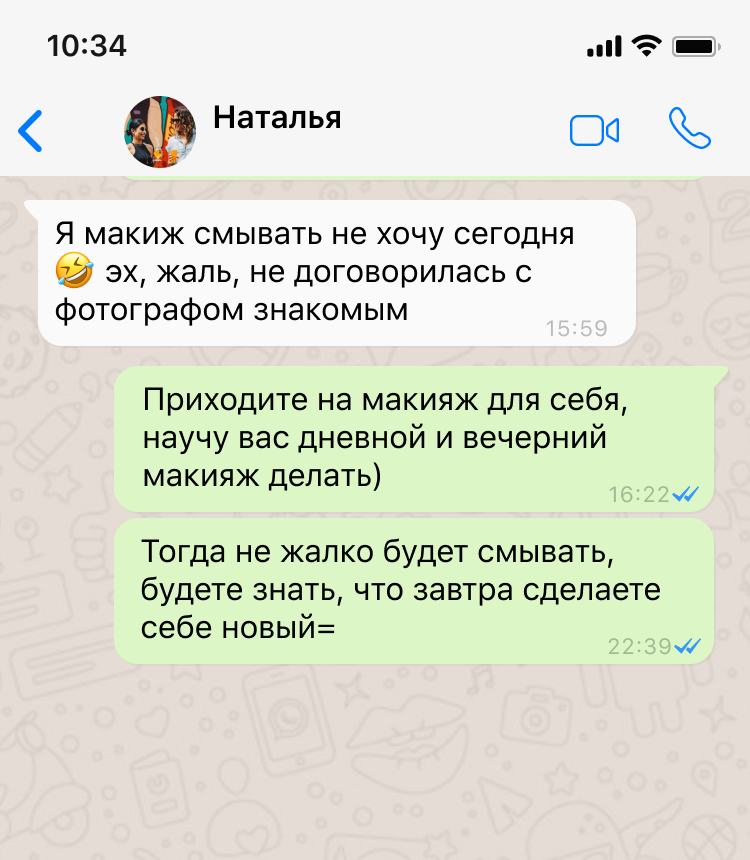 10:34
Наталья
Я макиж смывать не хочу сегодня
🤣 эх, жаль, не договорилась с
фотографом знакомым
15:59
Приходите на макияж для себя,
научу вас дневной и вечерний
макияж делать)
16:22
Тогда не жалко будет смывать,
будете знать, что завтра сделаете
себе новый=
22:39